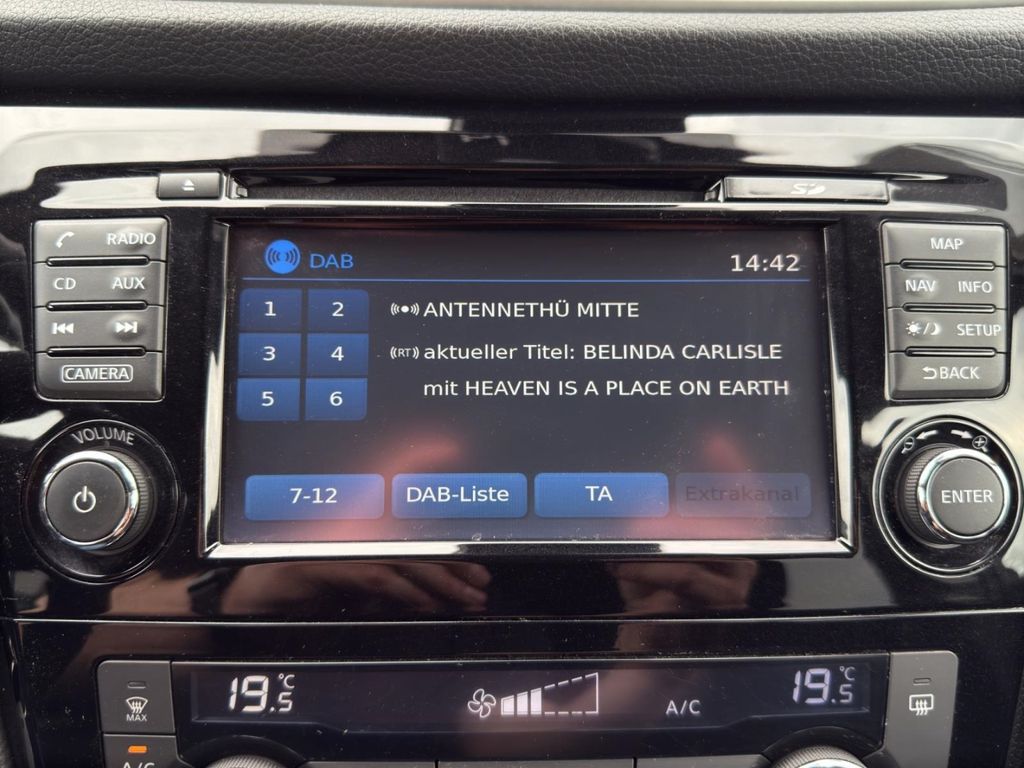 SD
RADIO
CD AUX
CAMERA
VOLUME
DAB
14:42
1 2
3 4
5 6
ANTENNETHÜ MITTE
(RT) aktueller Titel: BELINDA CARLISLE
mit HEAVEN IS A PLACE ON EARTH
7-12 DAB-Liste TA Extrakanal
MAP
NAV INFO
SETUP
BACK
ENTER
MAX
A/C
19.5°C
A/C
19.5°C